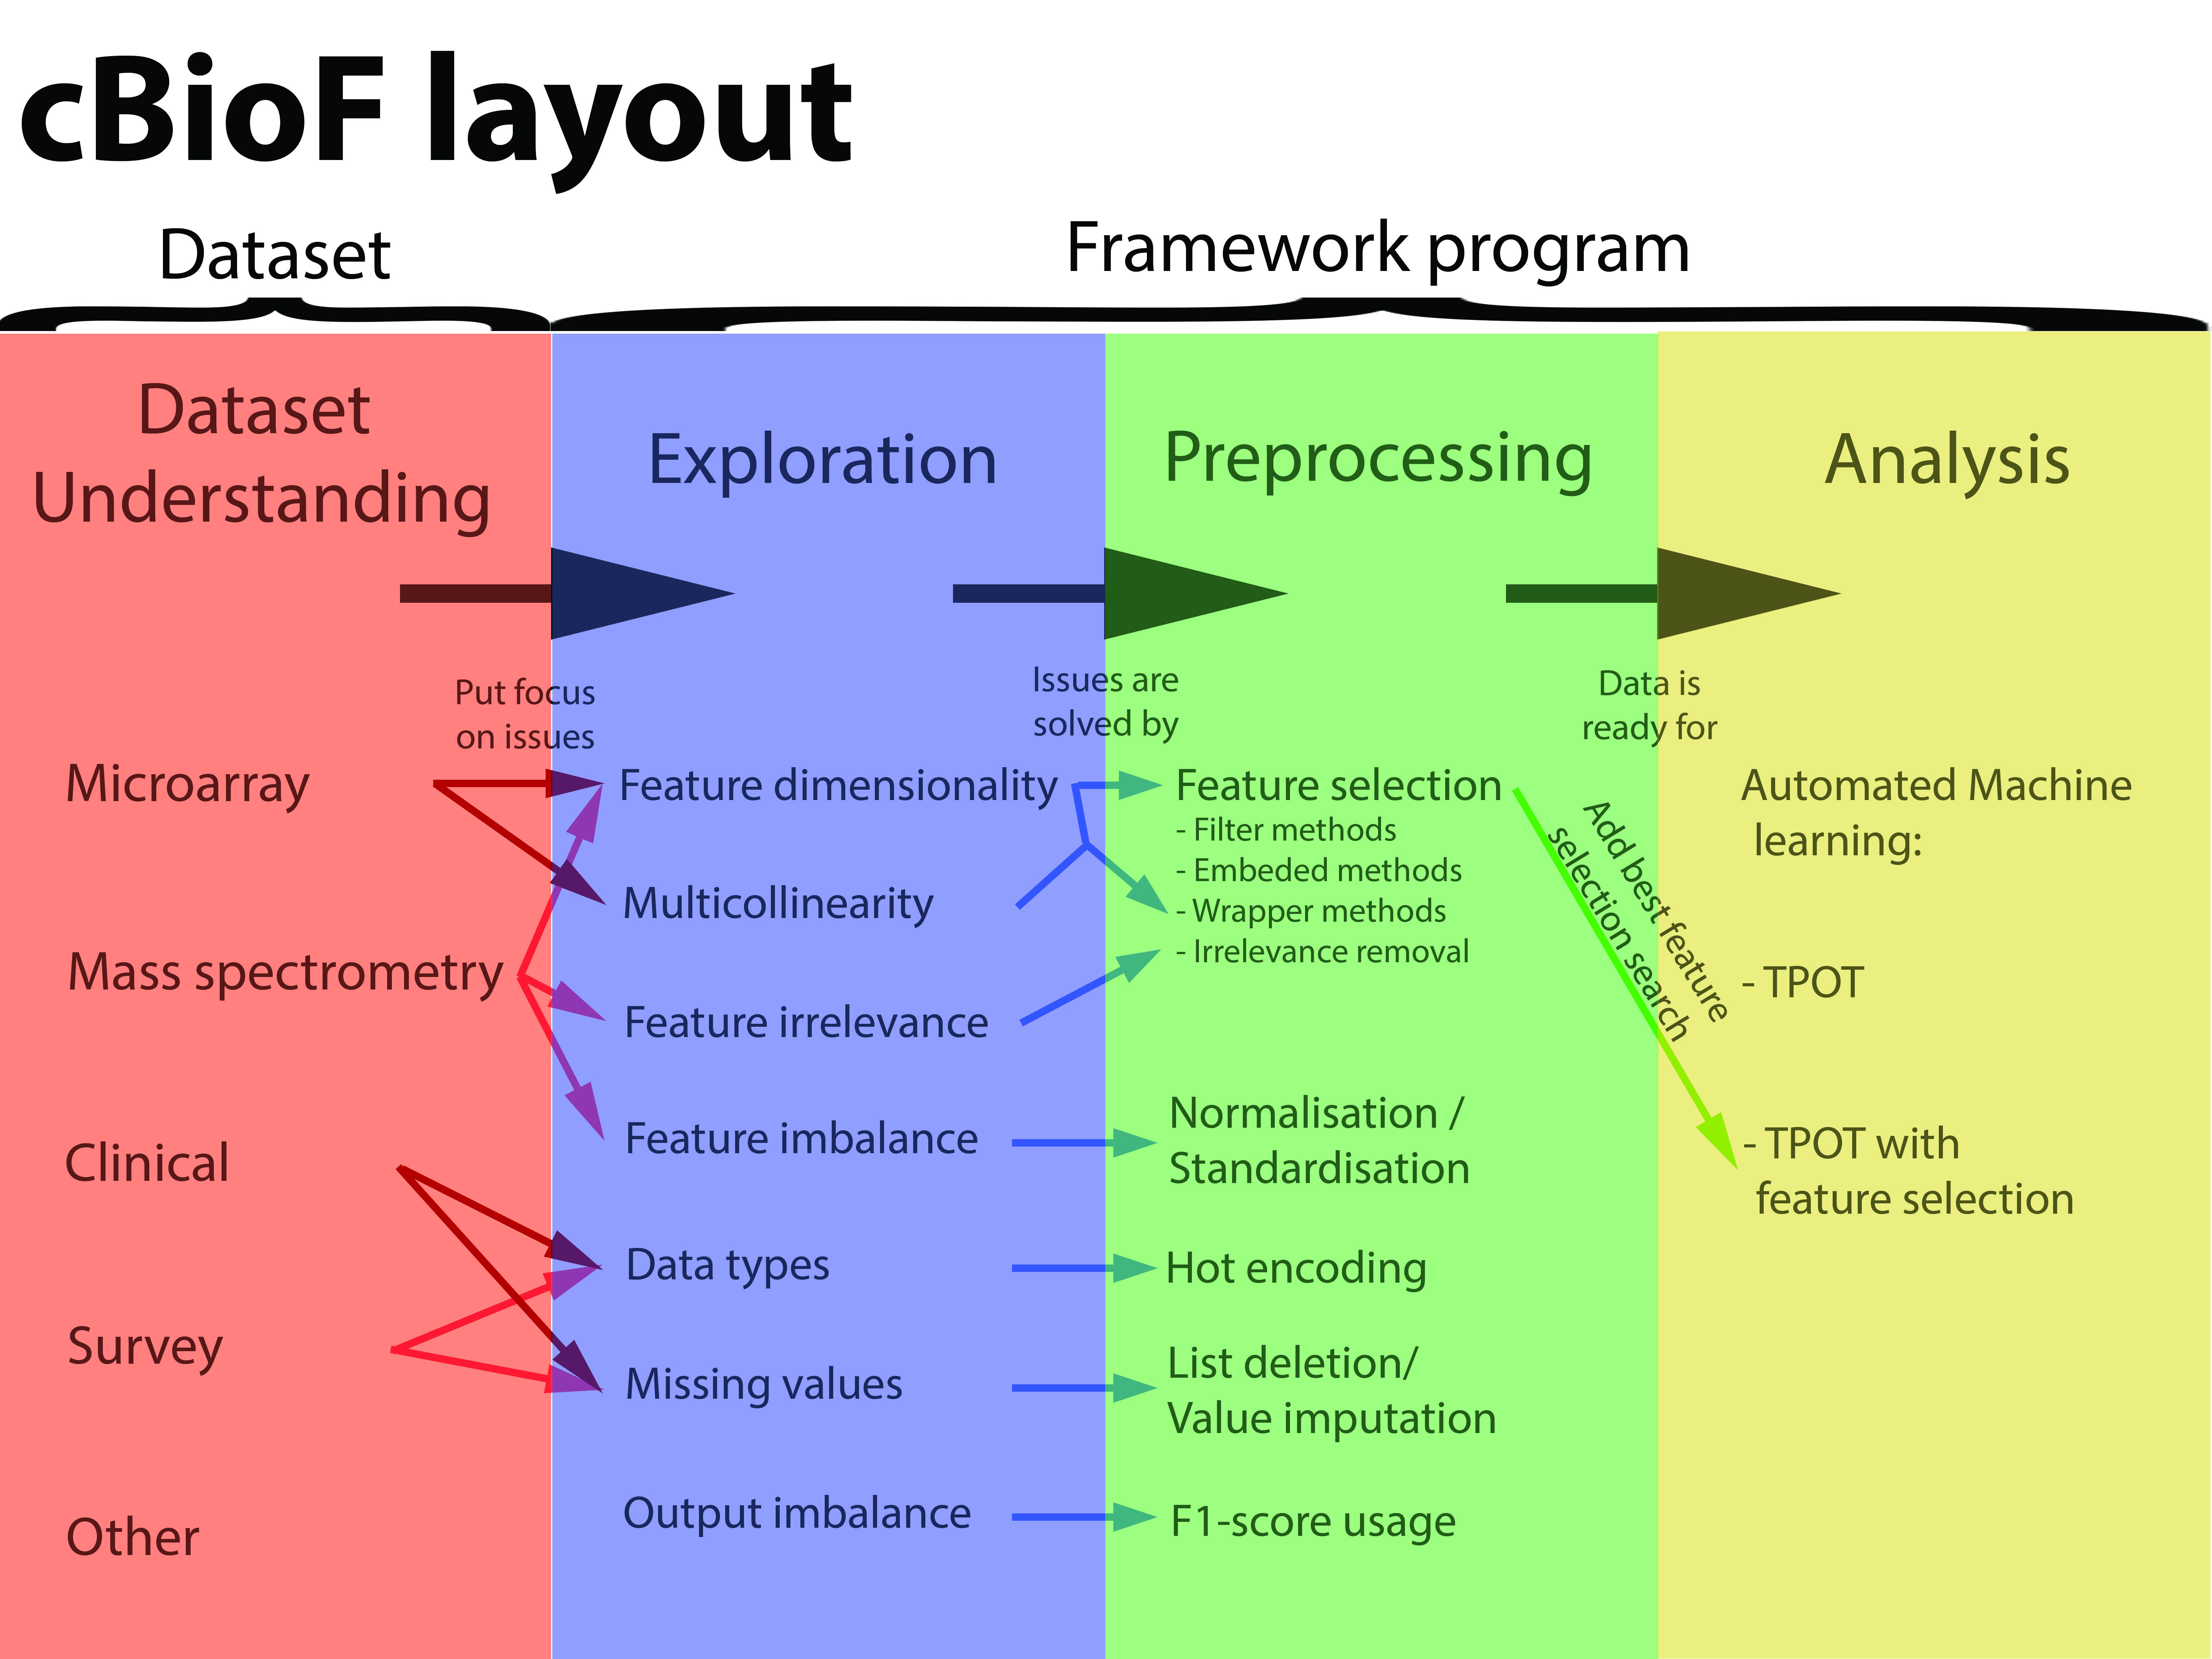 cBioF layout
Dataset
Framework program
Dataset
Understanding
Exploration
Preprocessing
Analysis
Put focus
on issues
Issues are
solved by
Data is
ready for
Microarray
Mass spectrometry
Clinical
Survey
Other
Feature dimensionality
Multicollinearity
Feature irrelevance
Feature imbalance
Data types
Missing values
Output imbalance
Feature selection
- Filter methods
- Embeded methods
- Wrapper methods
- Irrelevance removal
Normalisation /
Standardisation
Hot encoding
List deletion/
Value imputation
F1-score usage
Add best feature
selection search
Automated Machine
learning:
- TPOT
- TPOT with
feature selection